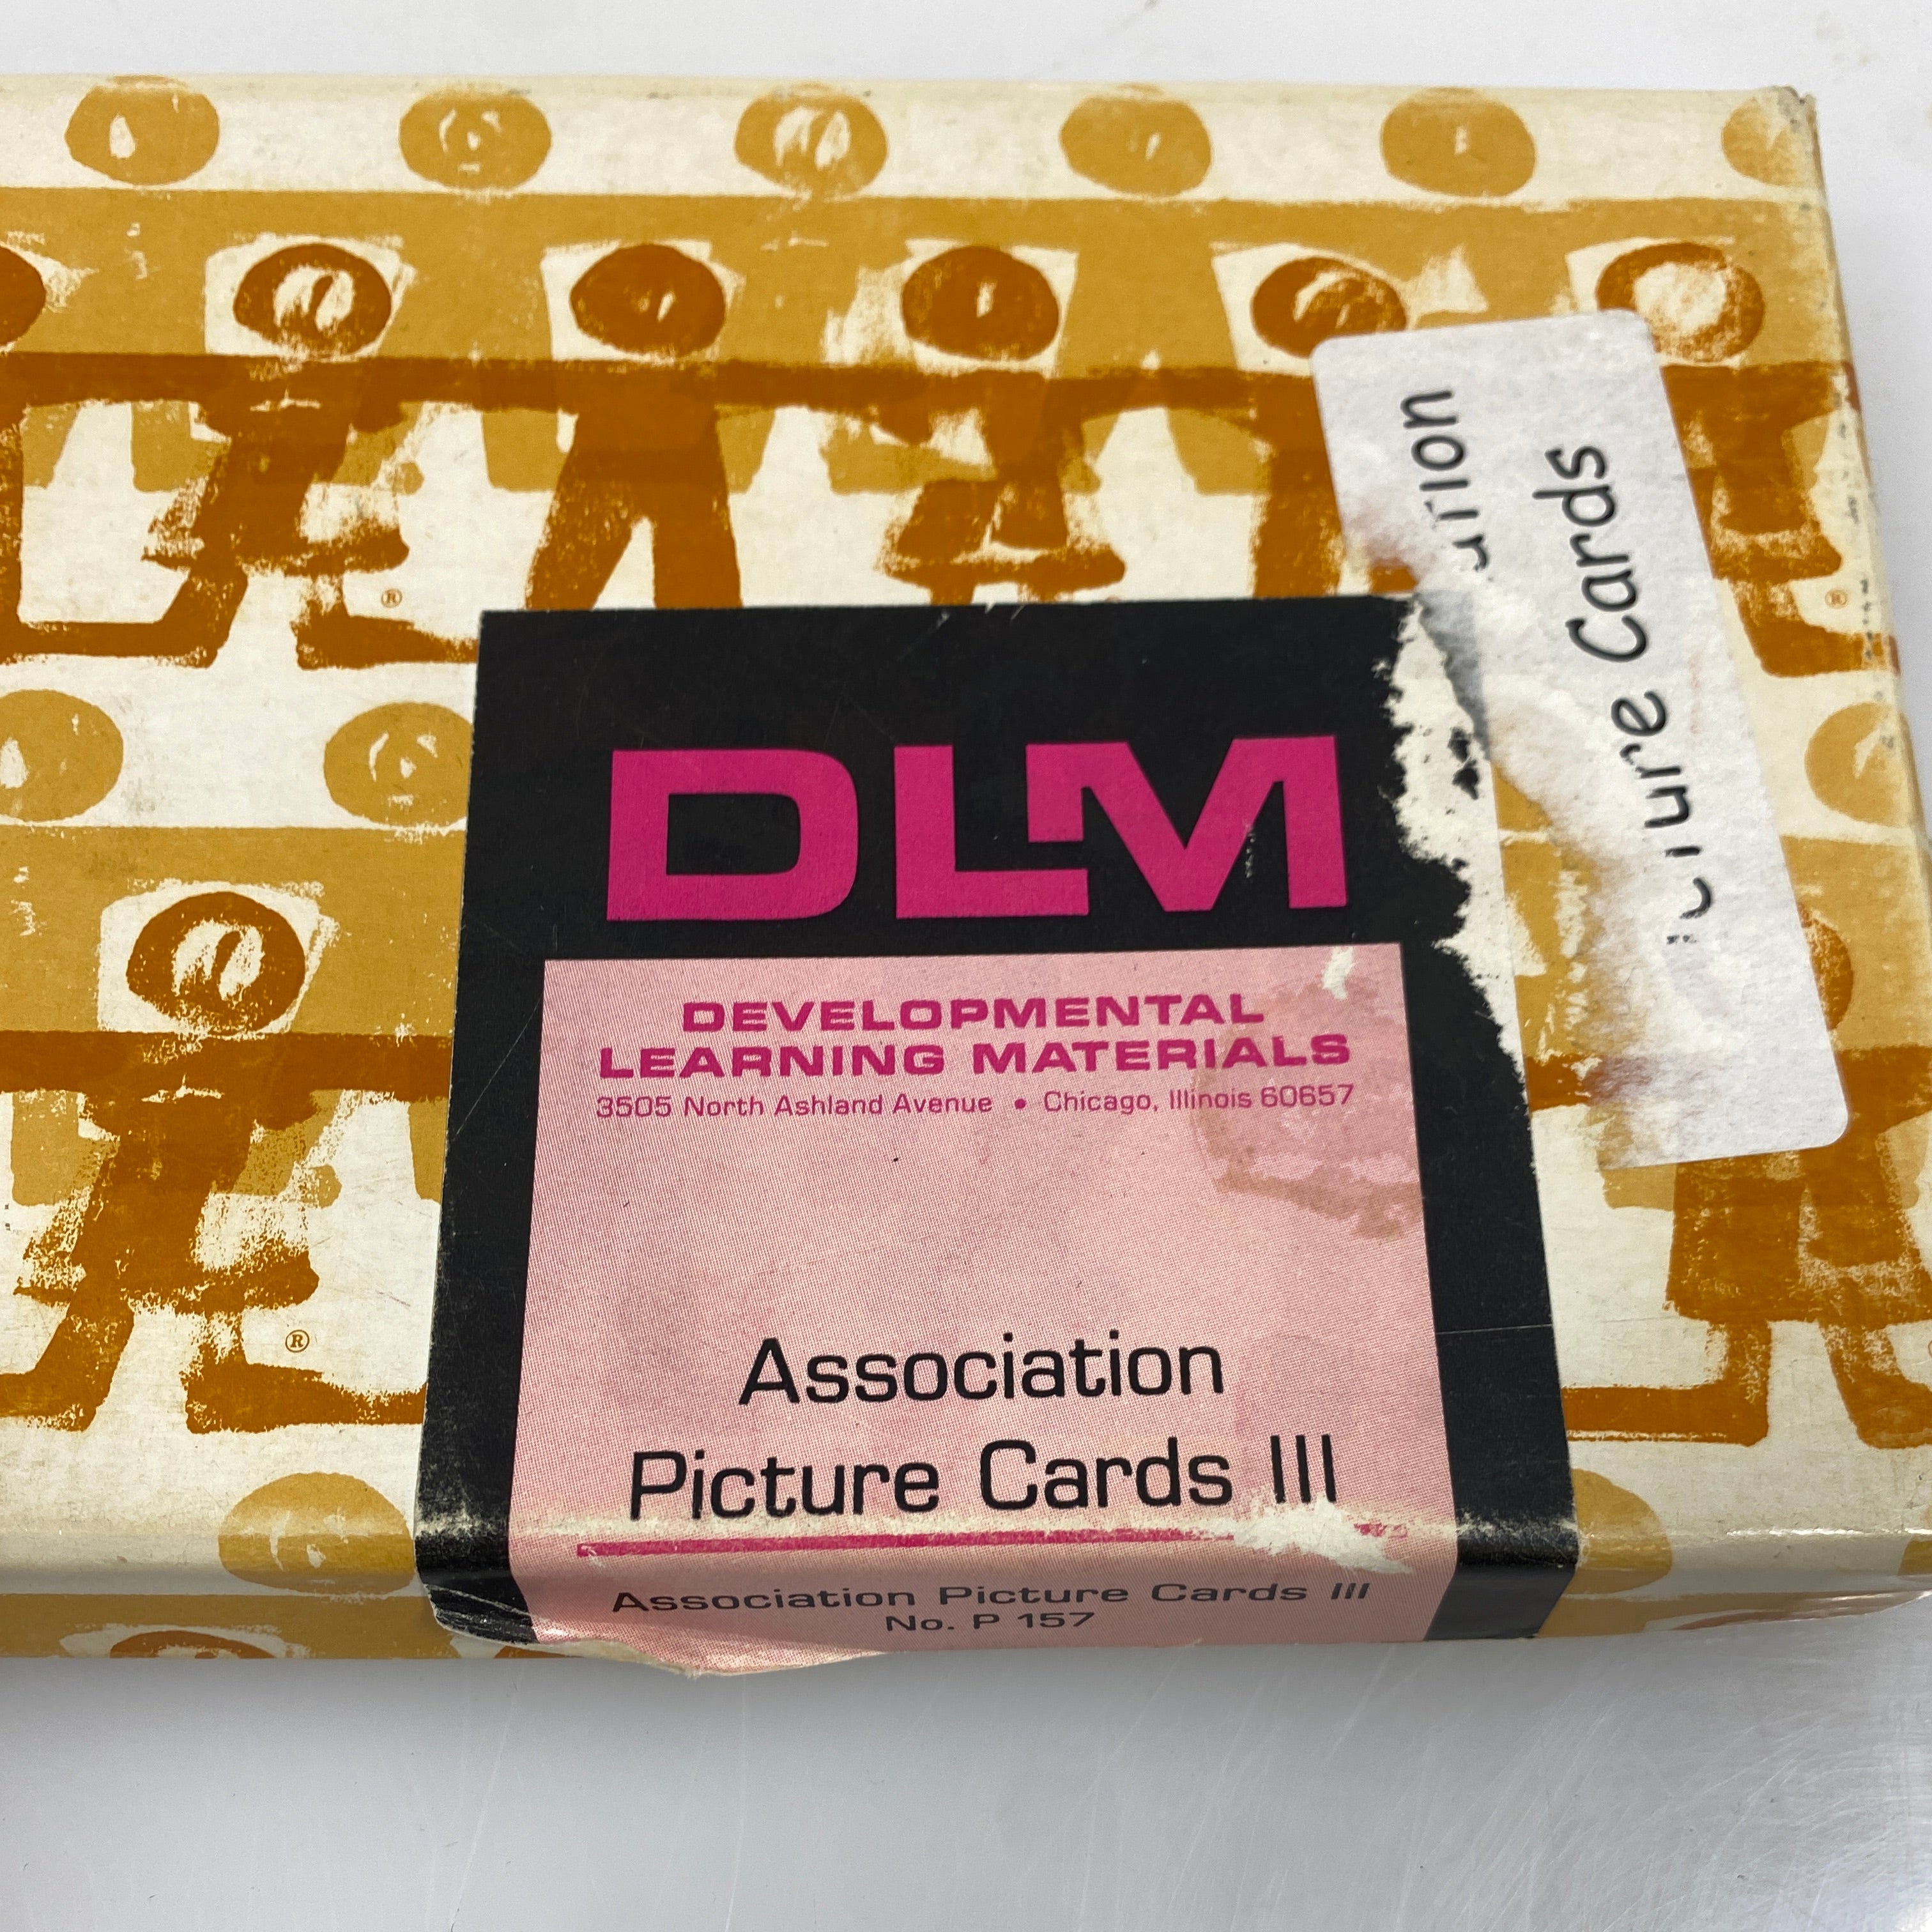 DLM
DEVELOPMENTAL
LEARNING MATERIALS
3505 North Ashland Avenue • Chicago, Illinois 60657
Association
Picture Cards III
Association Picture Cards III
No. P 157
Cards
®
®
®